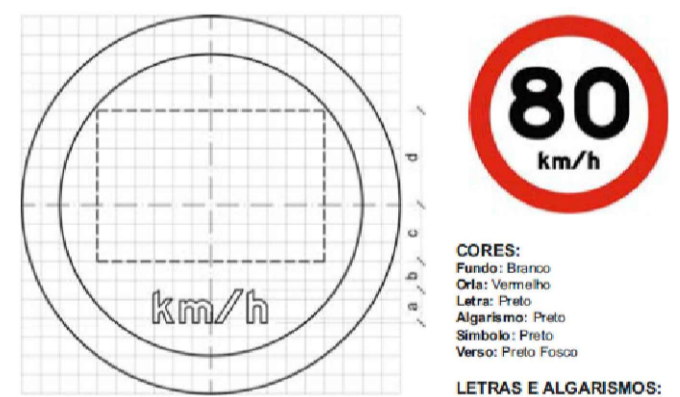 80
km/h
d
c
b
a
km/h
CORES:
Fundo: Branco
Orla: Vermelho
Letra: Preto
Algarismo: Preto
Símbolo: Preto
Verso: Preto Fosco
LETRAS E ALGARISMOS: